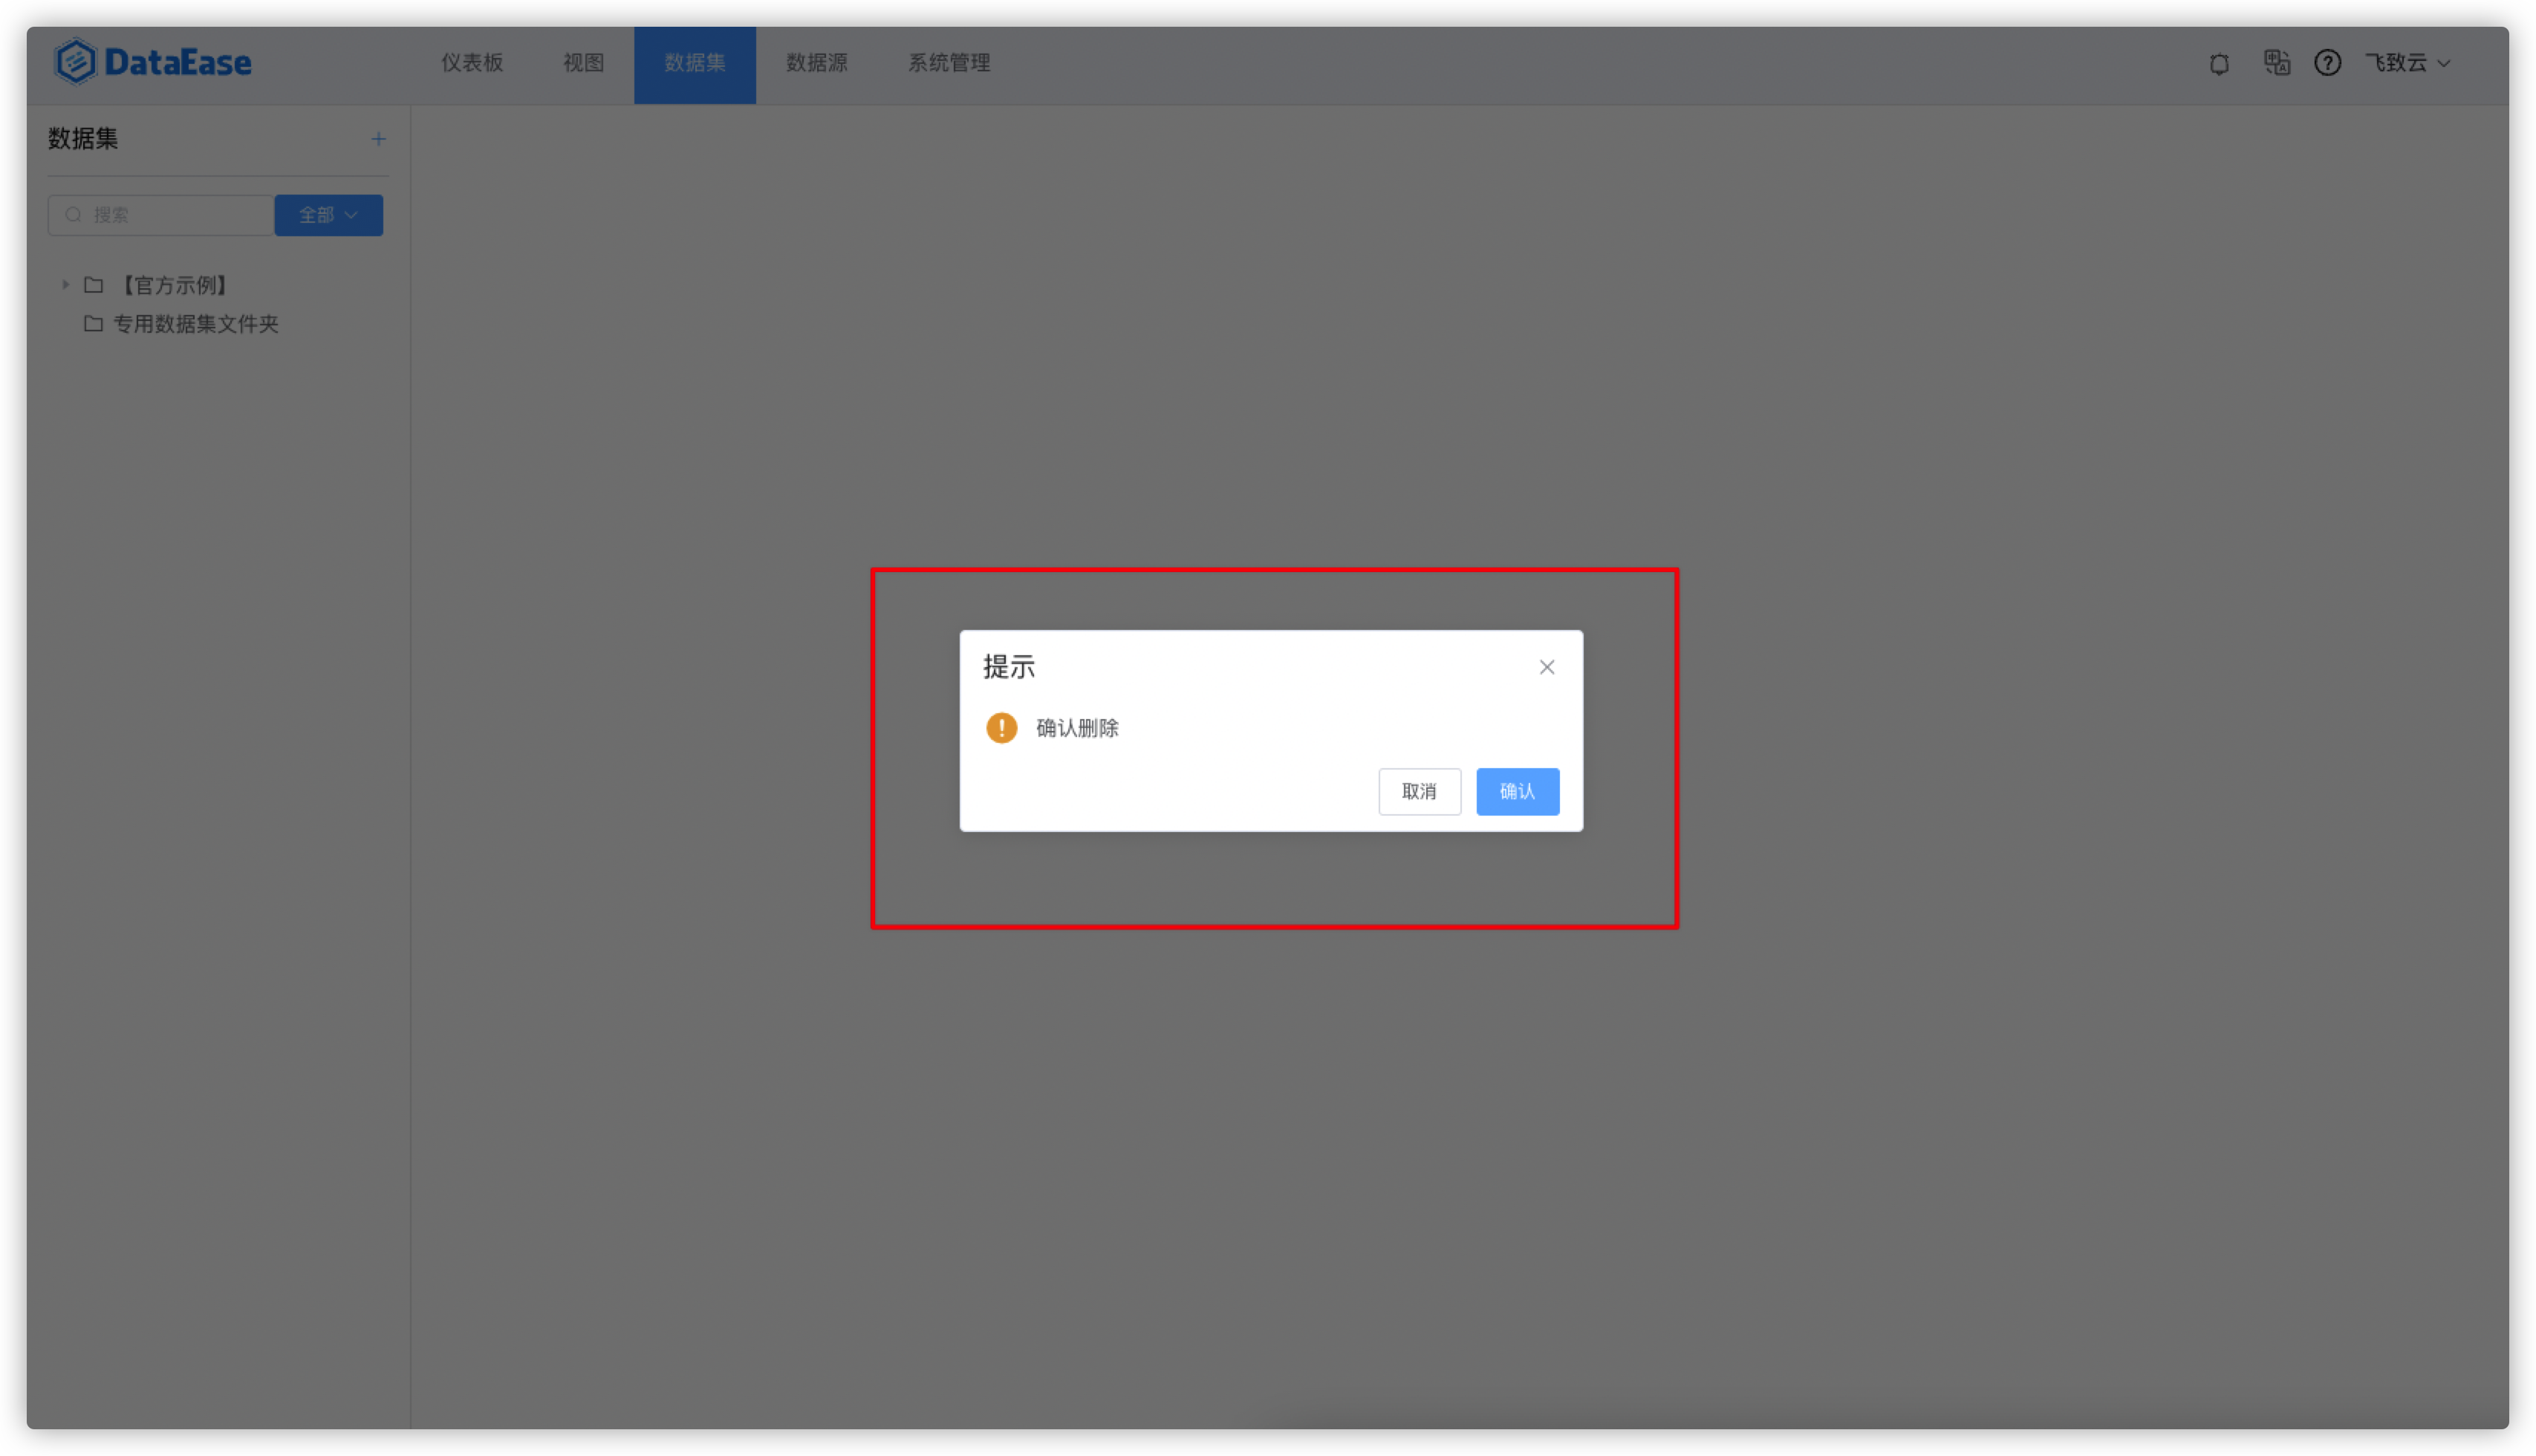 DataEase 仪表板 视图 数据集 数据源 系统管理 飞致云
数据集
搜索 全部
【官方示例】
专用数据集文件夹
提示
确认删除
取消 确认